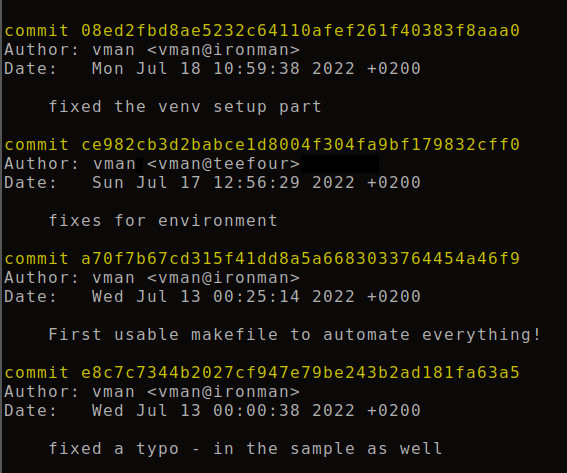 commit 08ed2fbd8ae5232c64110afef261f40383f8aaa0
Author: vman <vman@ironman>
Date:   Mon Jul 18 10:59:38 2022 +0200
fixed the venv setup part
commit ce982cb3d2babce1d8004f304fa9bf179832cff0
Author: vman <vman@teefour>
Date:   Sun Jul 17 12:56:29 2022 +0200
fixes for environment
commit a70f7b67cd315f41dd8a5a6683033764454a46f9
Author: vman <vman@ironman>
Date:   Wed Jul 13 00:25:14 2022 +0200
First usable makefile to automate everything!
commit e8c7c7344b2027cf947e79be243b2ad181fa63a5
Author: vman <vman@ironman>
Date:   Wed Jul 13 00:00:38 2022 +0200
fixed a typo - in the sample as well